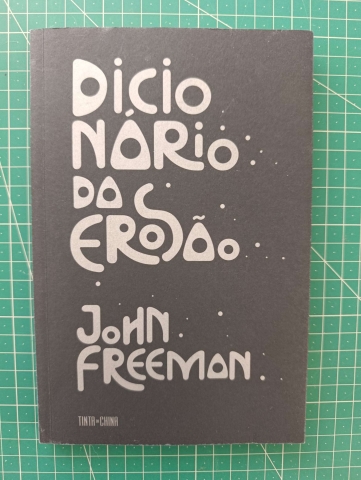 DICIO
NÁRIO
DA
EROSÃO
JOHN
FREEMAN
TINTA-DA-CHINA